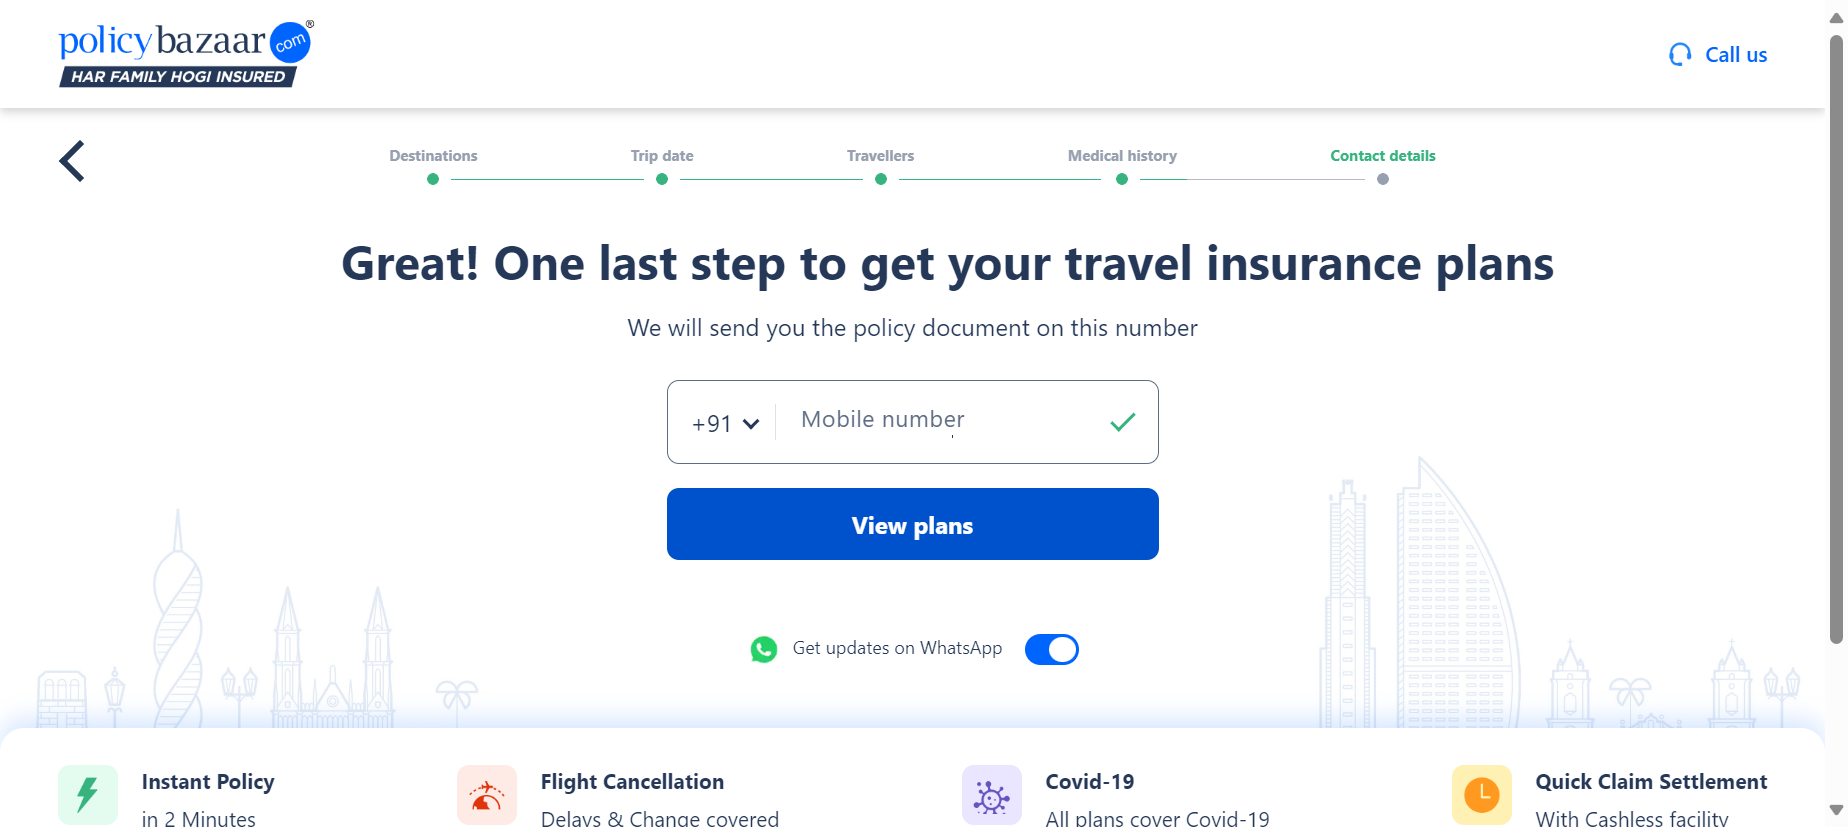 policybazaar com ®
HAR FAMILY HOGI INSURED
Call us
Destinations
Trip date
Travellers
Medical history
Contact details
Great! One last step to get your travel insurance plans
We will send you the policy document on this number
+91 Mobile number
View plans
Get updates on WhatsApp
Instant Policy
in 2 Minutes
Flight Cancellation
Delays & Change covered
Covid-19
All plans cover Covid-19
Quick Claim Settlement
With Cashless facility